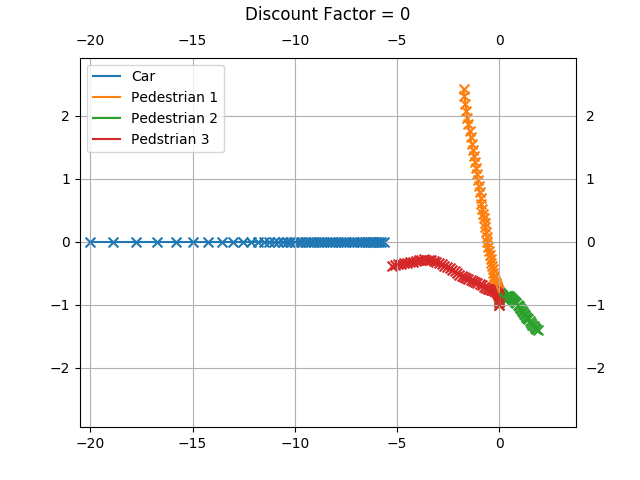 Discount Factor = 0
−20 −15 −10 −5 0
Car
Pedestrian 1
Pedestrian 2
Pedstrian 3
2 2
1 1
0 0
−1 −1
−2 −2
−20 −15 −10 −5 0